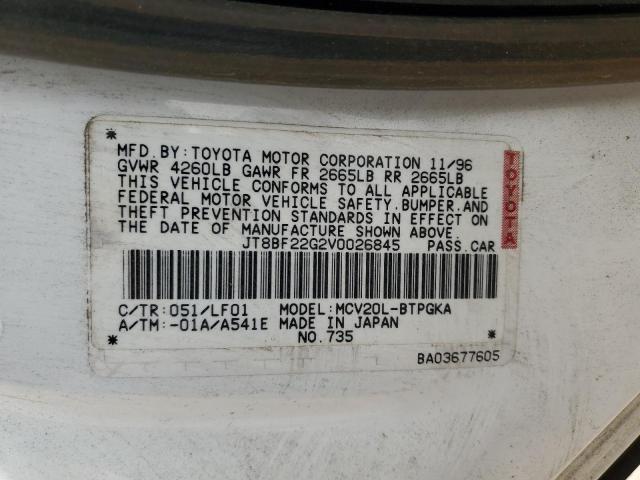 MFD.BY:TOYOTA MOTOR CORPORATION 11/96
GVWR 4260LB GAWR FR 2665LB RR 2665LB
THIS VEHICLE CONFORMS TO ALL APPLICABLE
FEDERAL MOTOR VEHICLE SAFETY,BUMPER,AND
THEFT PREVENTION STANDARDS IN EFFECT ON
THE DATE OF MANUFACTURE SHOWN ABOVE.
JT8BF22G2V0026845 PASS.CAR
TOYOTA
C/TR:051/LF01 MODEL:MCV20L-BTPGKA
A/TM:-01A/A541E MADE IN JAPAN
NO.735
BA03677605